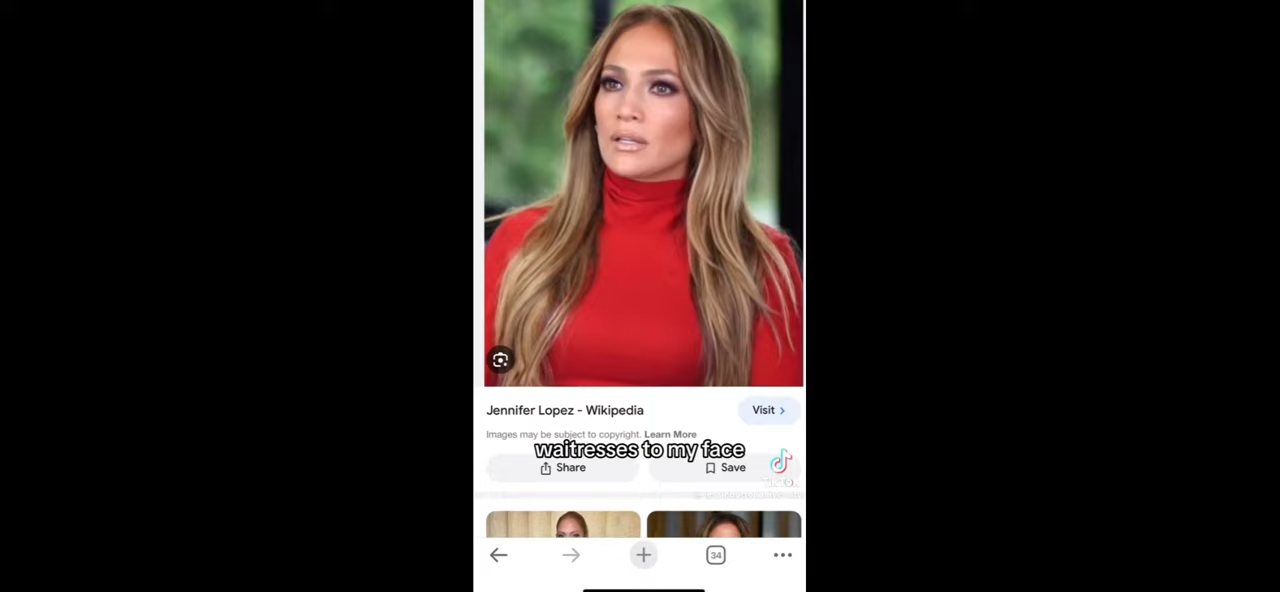 Jennifer Lopez - Wikipedia
Visit >
Images may be subject to copyright. Learn More
waitresses to my face
Share
Save
TikTok
34